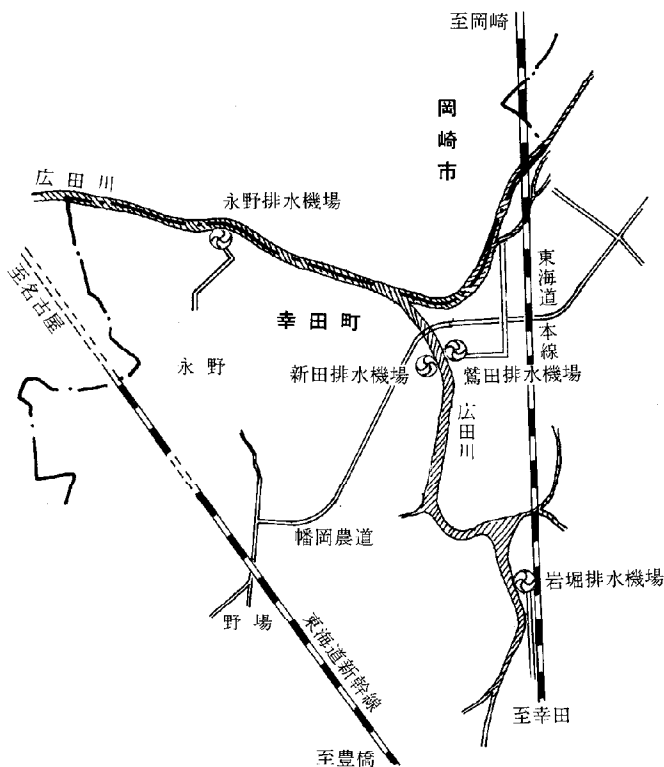 至岡崎
岡崎市
広田川
永野排水機場
至名古屋
東海道本線
幸田町
永野
新田排水機場
鷲田排水機場
広田川
幡岡農道
岩堀排水機場
野場
東海道新幹線
至幸田
至豊橋